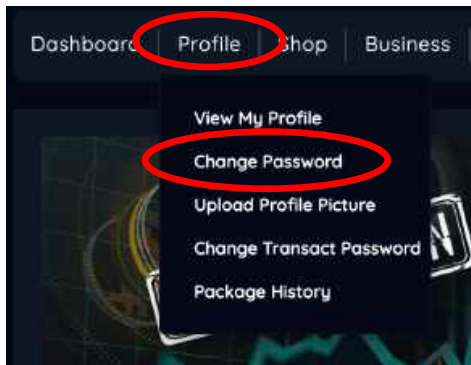 Dashboard Profile Shop Business
View My Profile
Change Password
Upload Profile Picture
Change Transact Password
Package History